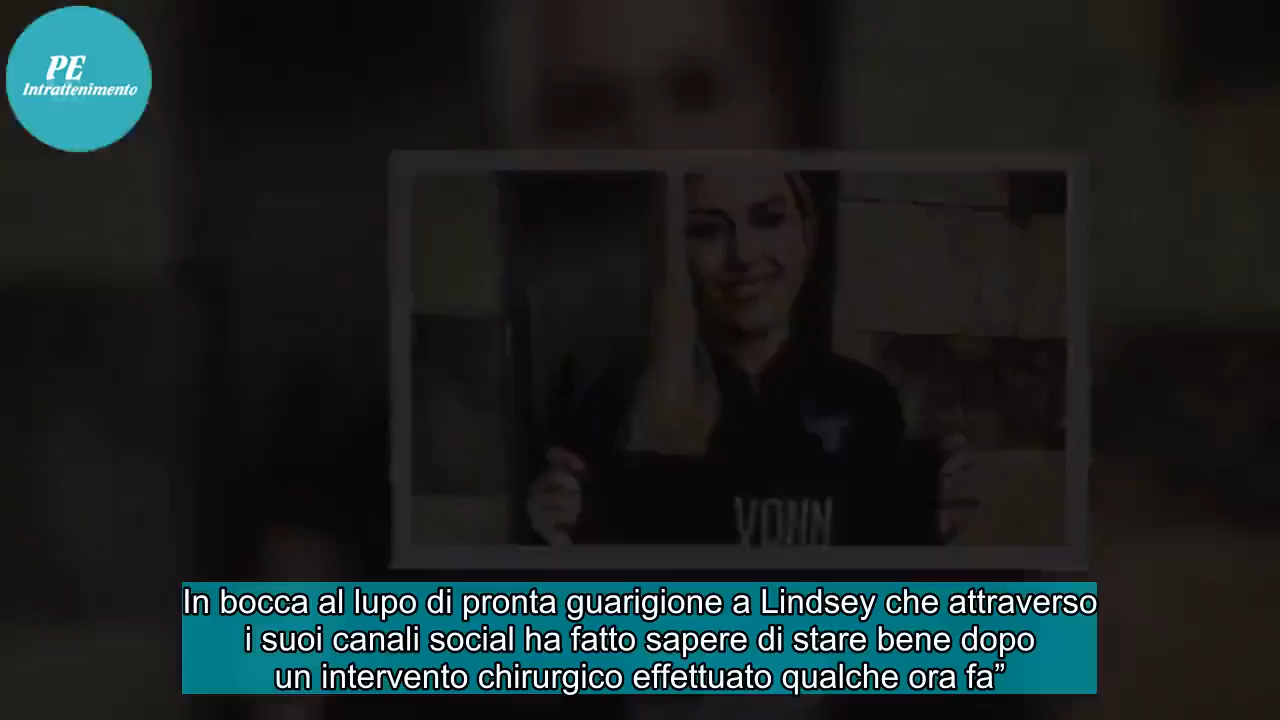 PE
Intrattenimento
VONN
In bocca al lupo di pronta guarigione a Lindsey che attraverso
i suoi canali social ha fatto sapere di stare bene dopo
un intervento chirurgico effettuato qualche ora fa”